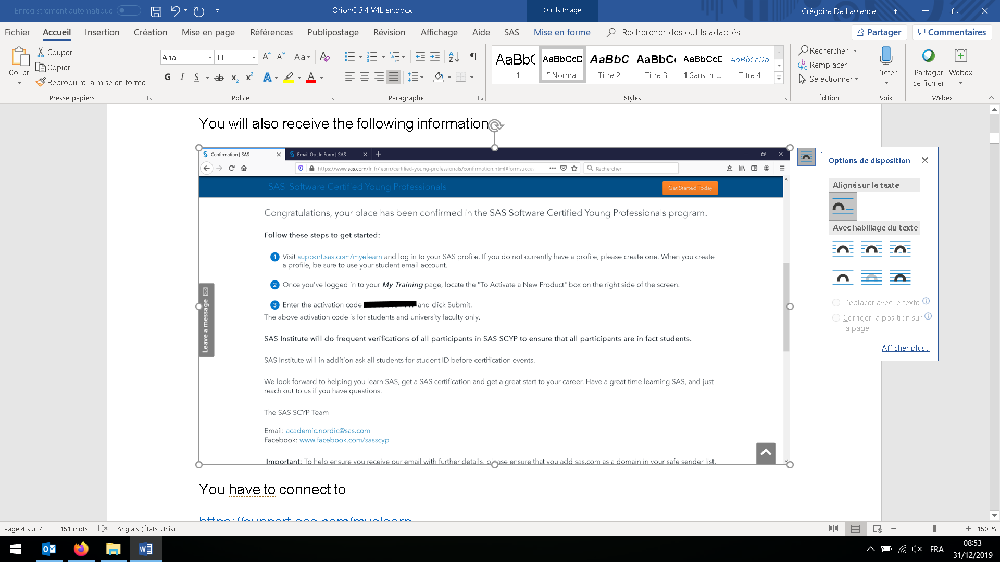 Enregistrement automatique
OrionG 3.4 V4L en.docx
Outils Image
Grégoire De Lassence
Fichier Accueil Insertion Création Mise en page Références Publipostage Révision Affichage Aide SAS Mise en forme Rechercher des outils adaptés Partager Commentaires
Coller
Couper
Copier
Reproduire la mise en forme
Presse-papiers
Arial 11
Aa
G I S ab x₂ x²
Police
Paragraphe
AaBbC AaBbCcD AaBbC AaBbC AaBbCcD AaBbCcDd
H1 ¶ Normal Titre 2 Titre 3 ¶ Sans int... Titre 4
Styles
Rechercher
Remplacer
Sélectionner
Édition
Dicter
Voix
Partager ce fichier
Webex
Webex
You will also receive the following information
Confirmation | SAS
Email Opt In Form | SAS
https://www.sas.com/fr_fr/learn/certified-young-professionals/confirmation.html#formsucces
Rechercher
SAS Software Certified Young Professionals
Get Started Today
Congratulations, your place has been confirmed in the SAS Software Certified Young Professionals program.
Follow these steps to get started:
1 Visit support.sas.com/myelearn and log in to your SAS profile. If you do not currently have a profile, please create one. When you create
a profile, be sure to use your student email account.
2 Once you've logged in to your My Training page, locate the "To Activate a New Product" box on the right side of the screen.
3 Enter the activation code and click Submit.
The above activation code is for students and university faculty only.
Leave a message
SAS Institute will do frequent verifications of all participants in SAS SCYP to ensure that all participants are in fact students.
SAS Institute will in addition ask all students for student ID before certification events.
We look forward to helping you learn SAS, get a SAS certification and get a great start to your career. Have a great time learning SAS, and just
reach out to us if you have questions.
The SAS SCYP Team
Email: academic.nordic@sas.com
Facebook: www.facebook.com/sasscyp
Important: To help ensure you receive our email with further details, please ensure that you add sas.com as a domain in your safe sender list.
Options de disposition
Aligné sur le texte
Avec habillage du texte
Déplacer avec le texte
Corriger la position sur
la page
Afficher plus...
You have to connect to
https://support.sas.com/myelearn
Page 4 sur 73 3151 mots Anglais (États-Unis)
150 %
FRA
08:53
31/12/2019